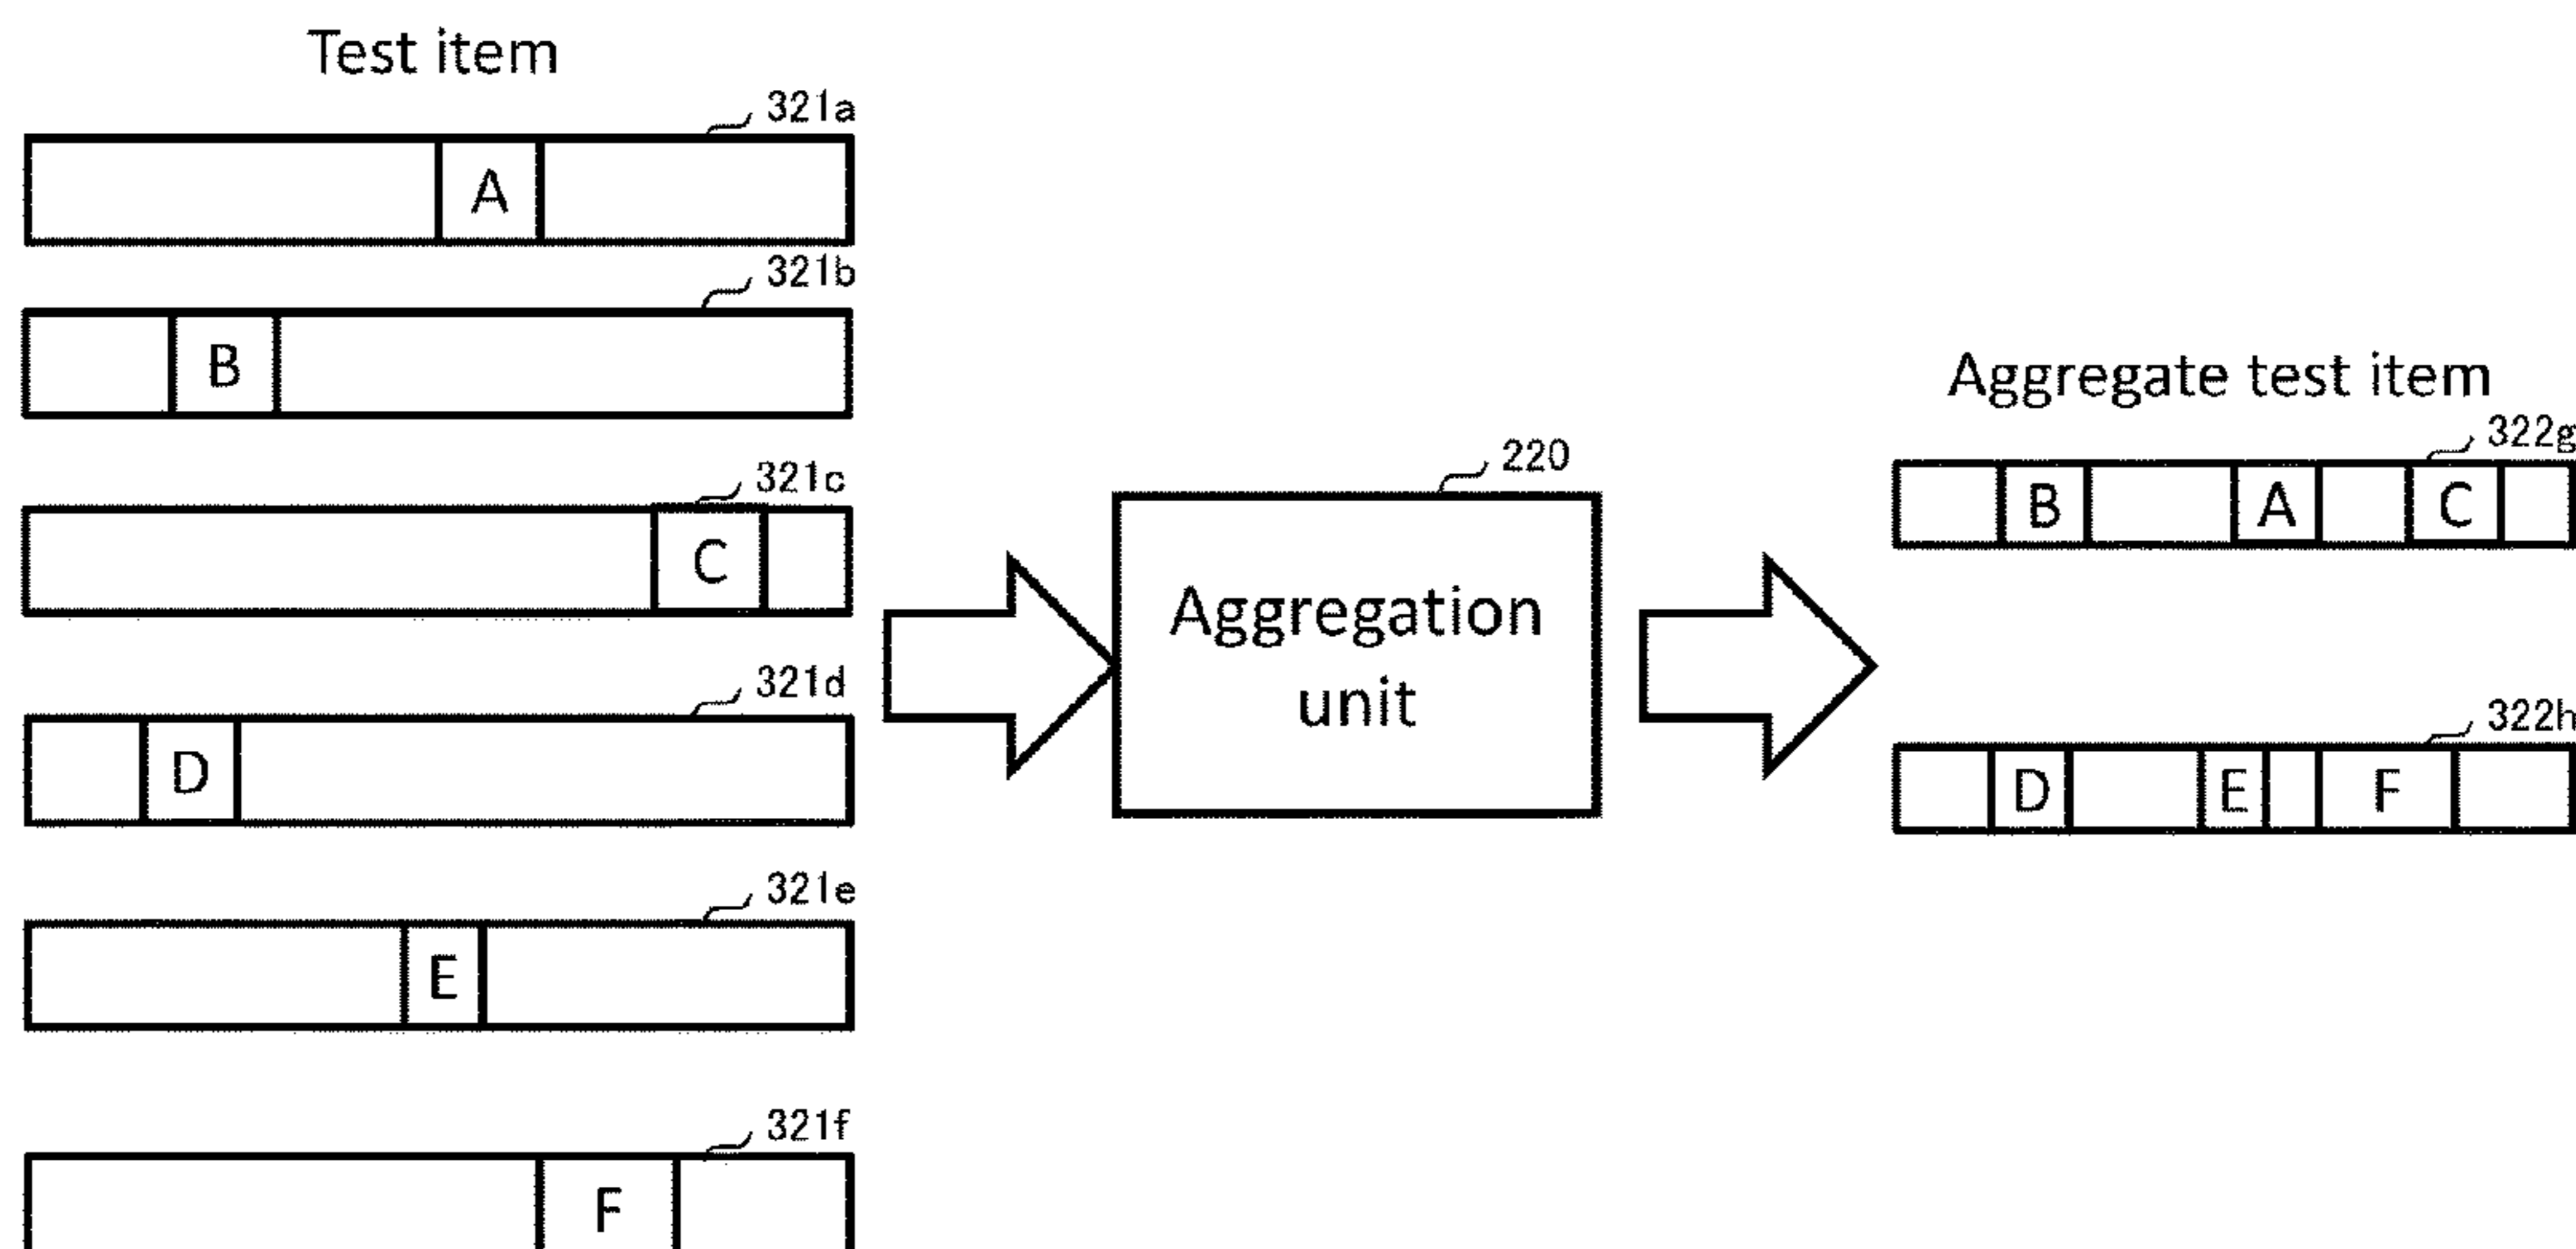 Test item
321a
A
321b
B
321c
C
321d
D
321e
E
321f
F
220
Aggregation
unit
Aggregate test item
322g
B A C
322h
D E F